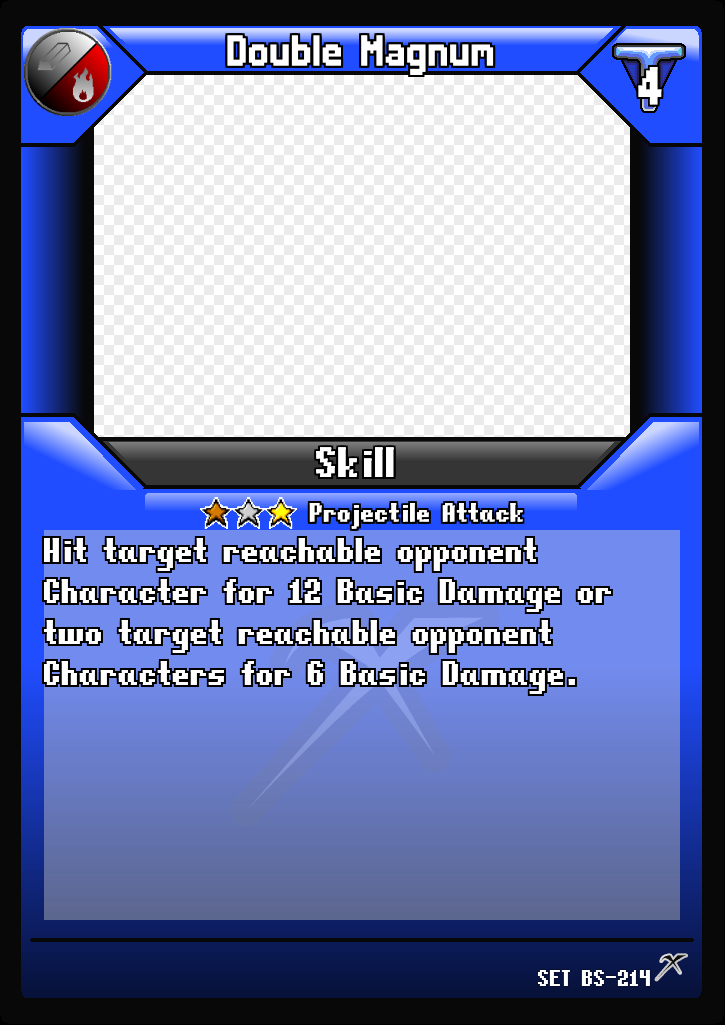 Double Magnum
4
Skill
Projectile Attack
Hit target reachable opponent
Character for 12 Basic Damage or
two target reachable opponent
Characters for 6 Basic Damage.
SET BS-214